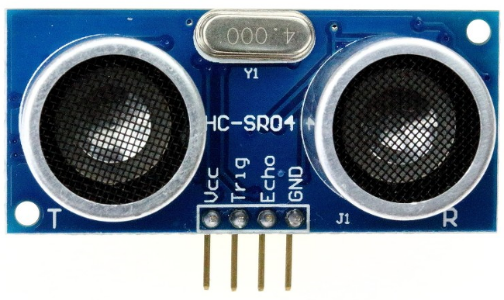 4.000
Y1
HC-SR04
Vcc
Trig
Echo
GND
T
J1
R